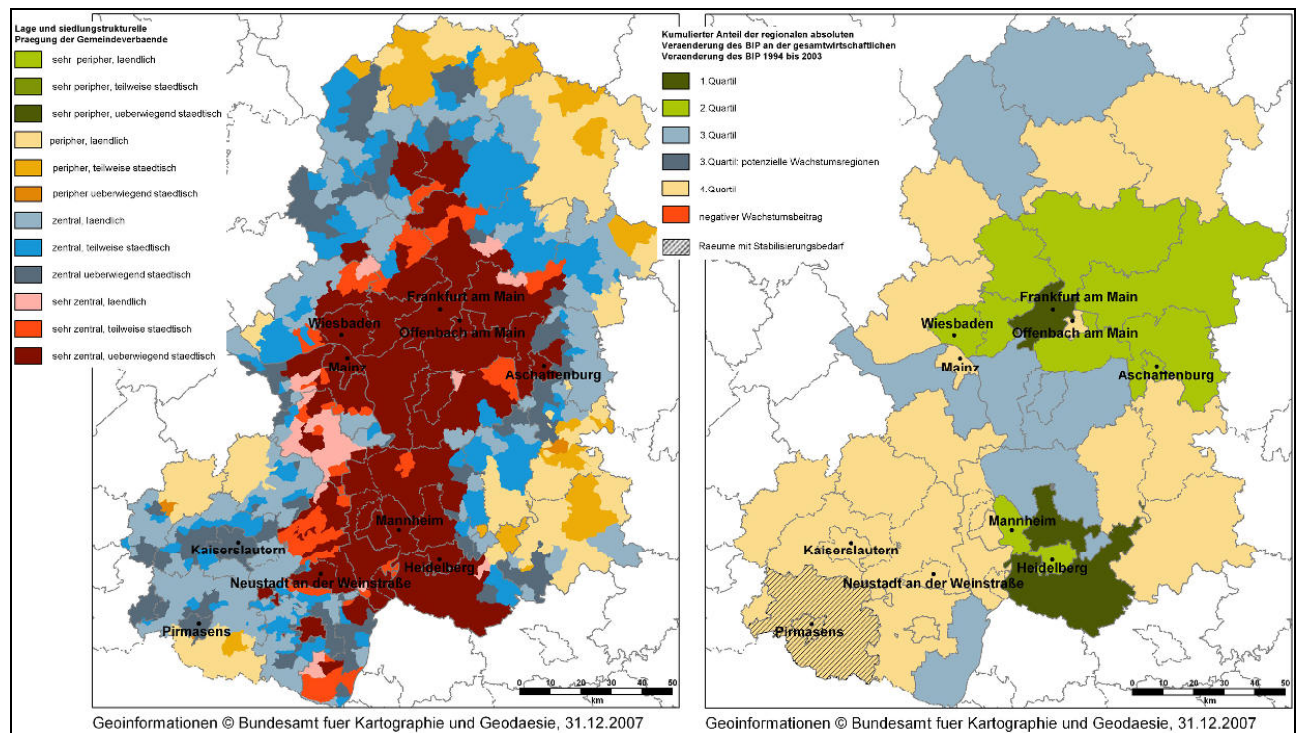 Lage und siedlungsstrukturelle
Praegung der Gemeindeverbaende
sehr peripher, laendlich
sehr peripher, teilweise staedtisch
sehr peripher, ueberwiegend staedtisch
peripher, laendlich
peripher, teilweise staedtisch
peripher ueberwiegend staedtisch
zentral, laendlich
zentral, teilweise staedtisch
zentral ueberwiegend staedtisch
sehr zentral, laendlich
sehr zentral, teilweise staedtisch
sehr zentral, ueberwiegend staedtisch
Frankfurt am Main
Wiesbaden
Offenbach am Main
Mainz
Aschaffenburg
Mannheim
Kaiserslautern
Heidelberg
Neustadt an der Weinstraße
Pirmasens
0 10 20 30 40 50
km
Geoinformationen © Bundesamt fuer Kartographie und Geodaesie, 31.12.2007
Kumulierter Anteil der regionalen absoluten
Veraenderung des BIP an der gesamtwirtschaftlichen
Veraenderung des BIP 1994 bis 2003
1.Quartil
2.Quartil
3.Quartil
3.Quartil: potenzielle Wachstumsregionen
4.Quartil
negativer Wachstumsbeitrag
Raeume mit Stabilisierungsbedarf
Frankfurt am Main
Wiesbaden
Offenbach am Main
Mainz
Aschaffenburg
Mannheim
Kaiserslautern
Heidelberg
Neustadt an der Weinstraße
Pirmasens
0 10 20 30 40 50
km
Geoinformationen © Bundesamt fuer Kartographie und Geodaesie, 31.12.2007